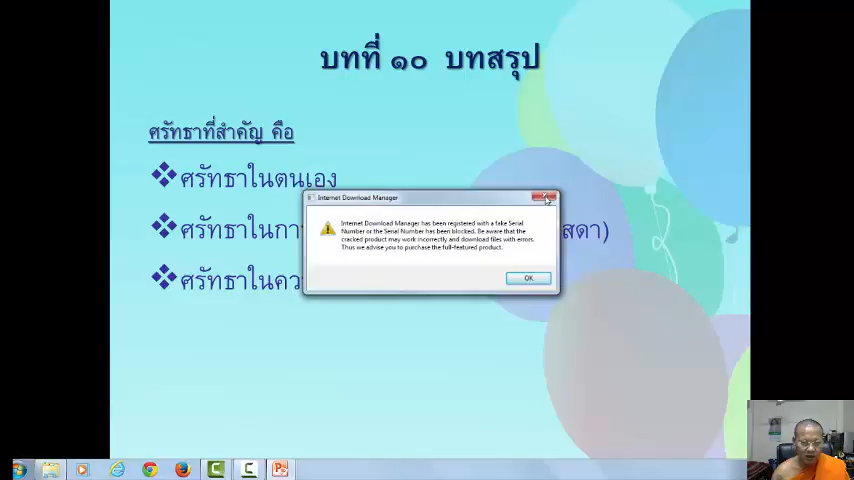 บทที่ ๑๐ บทสรุป
ศรัทธาที่สำคัญ คือ
ศรัทธาในตนเอง
Internet Download Manager
Internet Download Manager has been registered with a fake Serial
Number or the Serial Number has been blocked. Be aware that the
cracked product may work incorrectly and download files with errors.
Thus we advise you to purchase the full-featured product.
OK
ศรัทธาในกา สดา)
ศรัทธาในคว